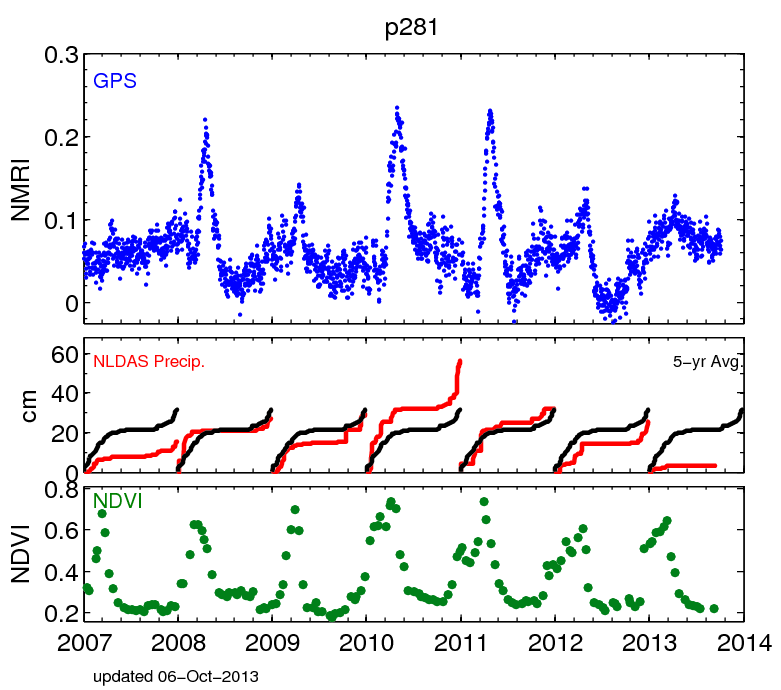 p281
0.3
GPS
0.2
NMRI
0.1
0
60
NLDAS Precip.
5−yr Avg.
40
cm
20
0
0.8
NDVI
0.6
NDVI
0.4
0.2
2007 2008 2009 2010 2011 2012 2013 2014
updated 06−Oct−2013